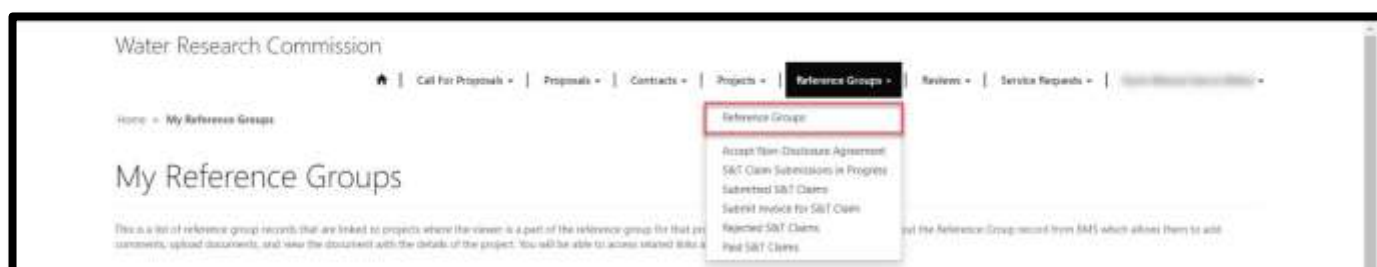 Water Research Commission
Call For Proposals | Proposals | Contracts | Projects | Reference Groups | Reviews | Service Requests |
Home > My Reference Groups
Reference Groups
Accept Non-Disclosure Agreement
S&T Claim Submissions in Progress
Submitted S&T Claims
Submit Invoice for S&T Claim
Rejected S&T Claims
Paid S&T Claims
My Reference Groups
This is a list of reference group records that are linked to projects where the viewer is a part of the reference group for that out the Reference Group record from BMS which allows them to add
comments, upload documents, and view the document with the details of the project. You will be able to access related links